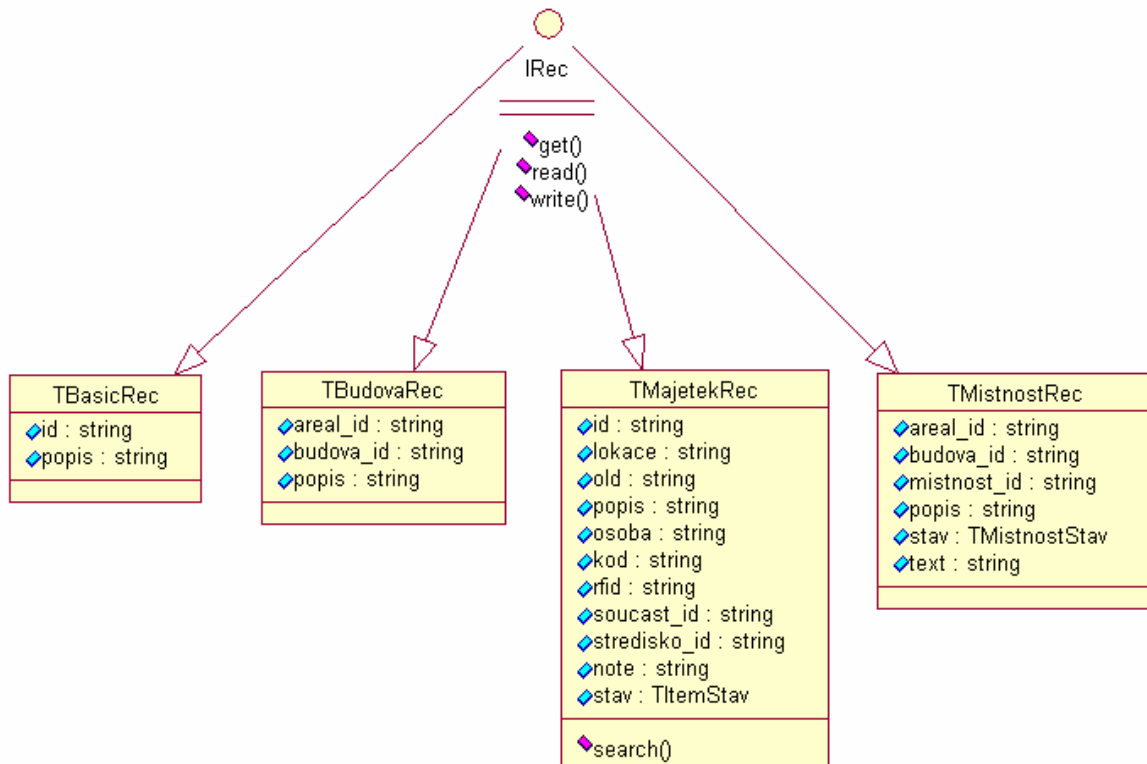 IRec
get()
read()
write()
TBasicRec
id : string
popis : string
TBudovaRec
areal_id : string
budova_id : string
popis : string
TMajetekRec
id : string
lokace : string
old : string
popis : string
osoba : string
kod : string
rfid : string
soucast_id : string
stredisko_id : string
note : string
stav : TItemStav
search()
TMistnostRec
areal_id : string
budova_id : string
mistnost_id : string
popis : string
stav : TMistnostStav
text : string